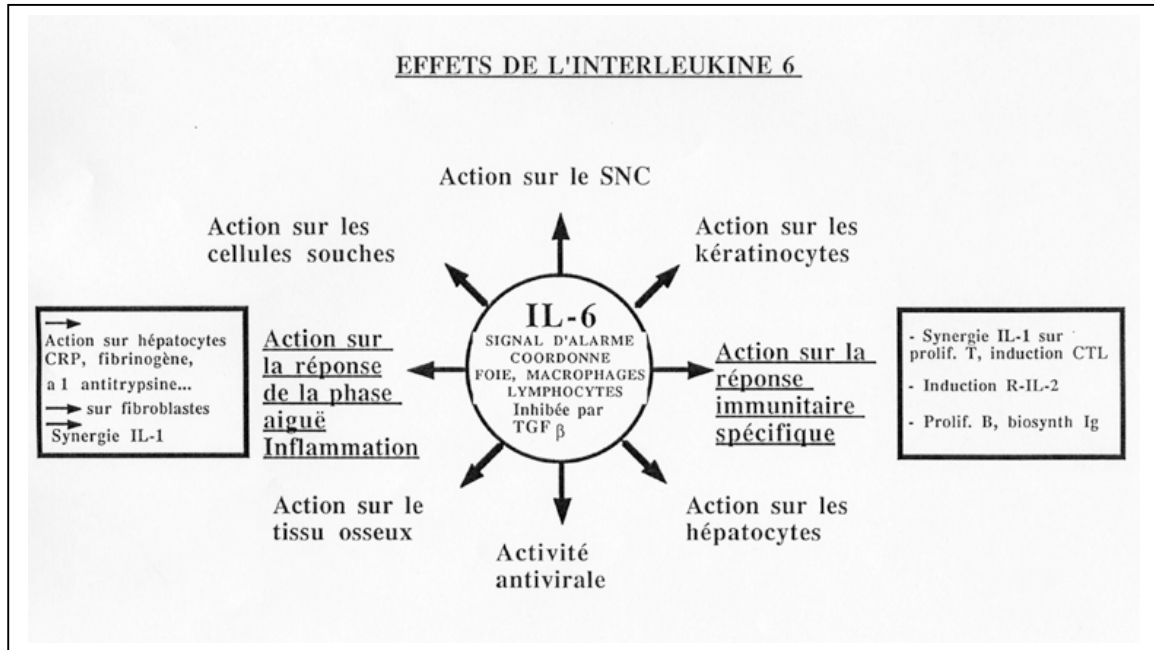 EFFETS DE L'INTERLEUKINE 6
Action sur le SNC
Action sur les
cellules souches
Action sur les
kératinocytes
Action sur hépatocytes
CRP, fibrinogène,
a 1 antitrypsine...
sur fibroblastes
Synergie IL-1
Action sur
la réponse
de la phase
aiguë
Inflammation
IL-6
SIGNAL D'ALARME
COORDONNE
FOIE, MACROPHAGES
LYMPHOCYTES
Inhibée par
TGF β
Action sur la
réponse
immunitaire
spécifique
- Synergie IL-1 sur
prolif. T, induction CTL
- Induction R-IL-2
- Prolif. B, biosynth Ig
Action sur le
tissu osseux
Activité
antivirale
Action sur les
hépatocytes